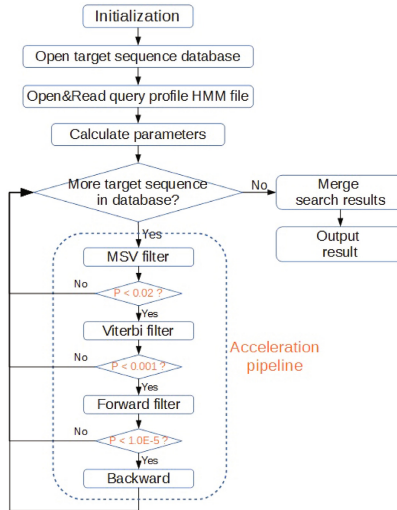 Initialization
Open target sequence database
Open&Read query profile HMM file
Calculate parameters
More target sequence
in database?
No
Merge
search results
Output
result
Yes
MSV filter
No
P < 0.02 ?
Yes
Viterbi filter
No
P < 0.001 ?
Yes
Forward filter
No
P < 1.0E-5 ?
Yes
Backward
Acceleration
pipeline